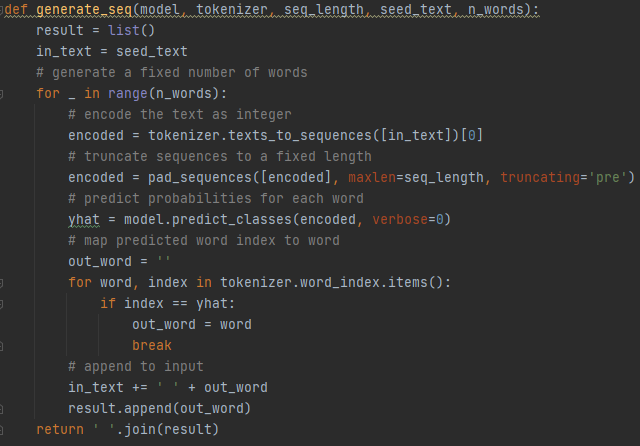 def generate_seq(model, tokenizer, seq_length, seed_text, n_words):
    result = list()
    in_text = seed_text
    # generate a fixed number of words
    for _ in range(n_words):
        # encode the text as integer
        encoded = tokenizer.texts_to_sequences([in_text])[0]
        # truncate sequences to a fixed length
        encoded = pad_sequences([encoded], maxlen=seq_length, truncating='pre')
        # predict probabilities for each word
        yhat = model.predict_classes(encoded, verbose=0)
        # map predicted word index to word
        out_word = ''
        for word, index in tokenizer.word_index.items():
            if index == yhat:
                out_word = word
                break
        # append to input
        in_text += ' ' + out_word
        result.append(out_word)
    return ' '.join(result)